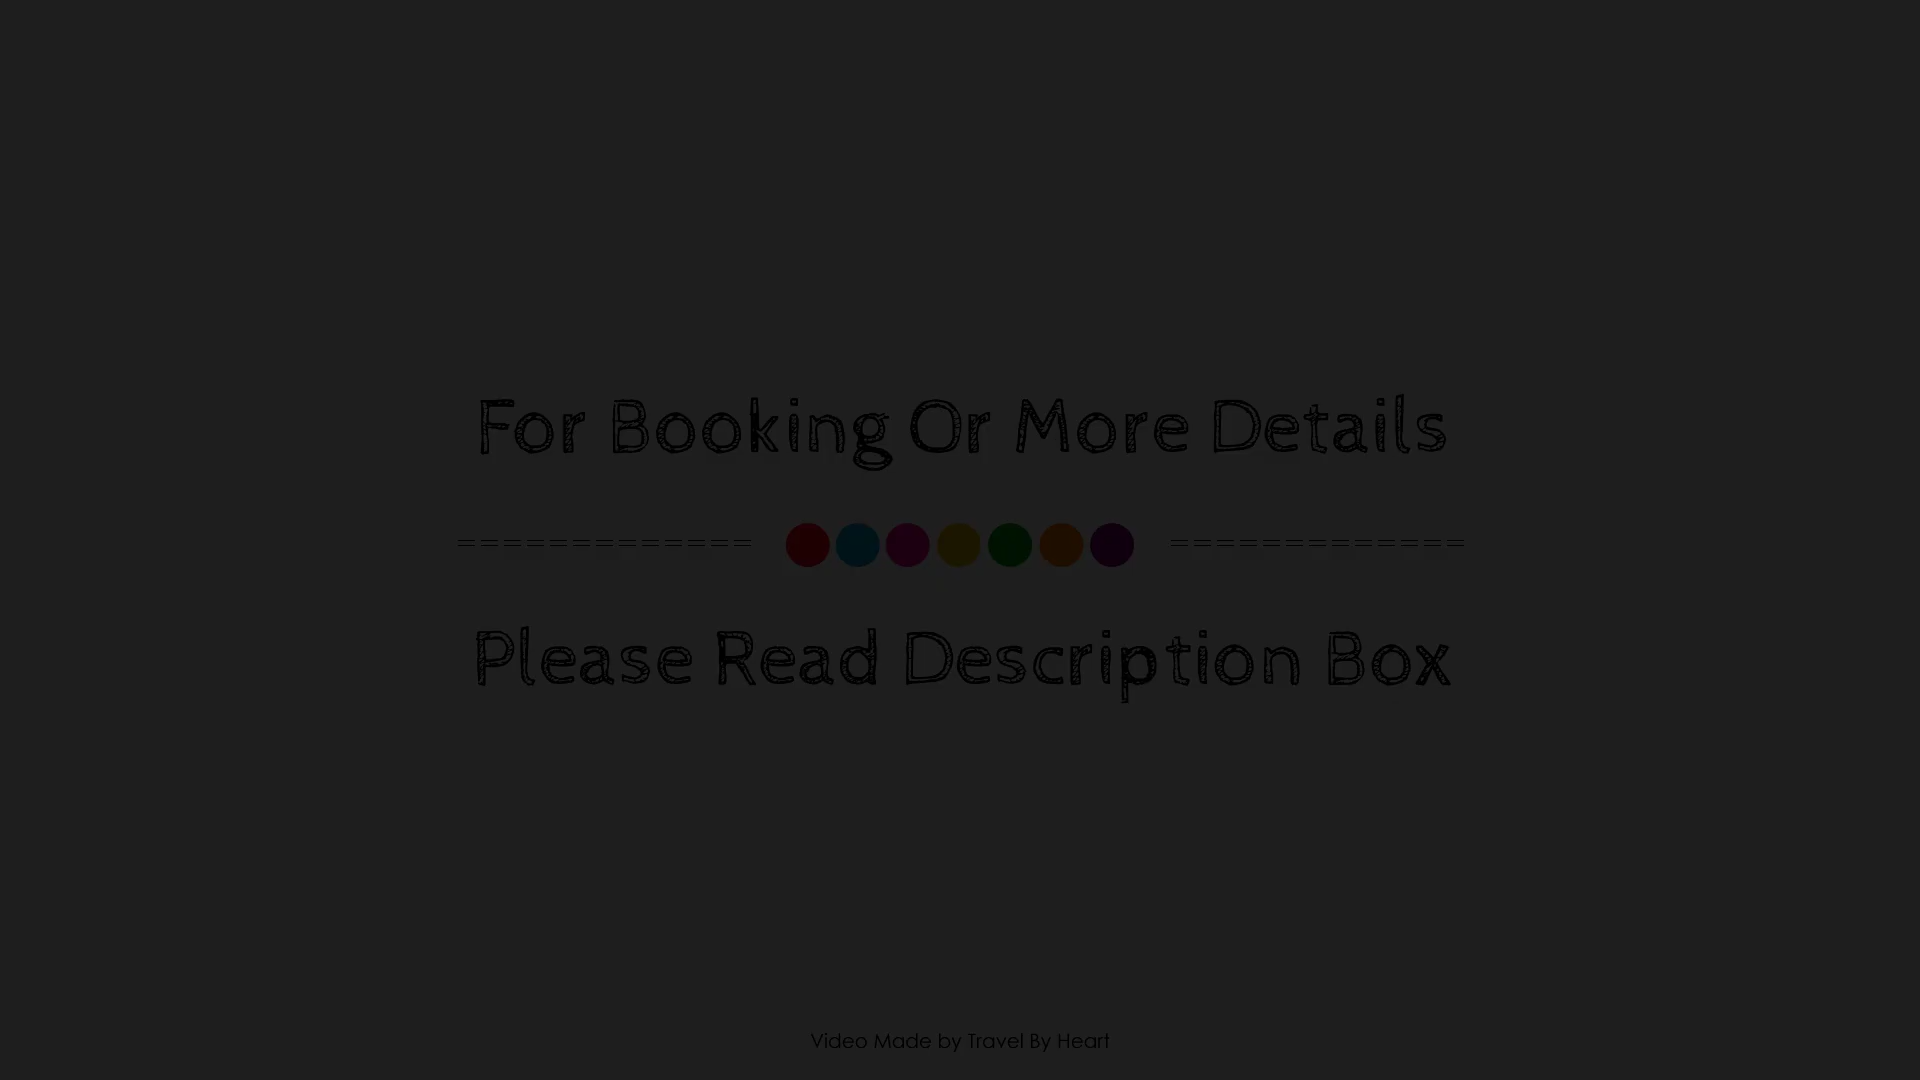 For Booking Or More Details
============= =============
Please Read Description Box
Video Made by Travel By Heart